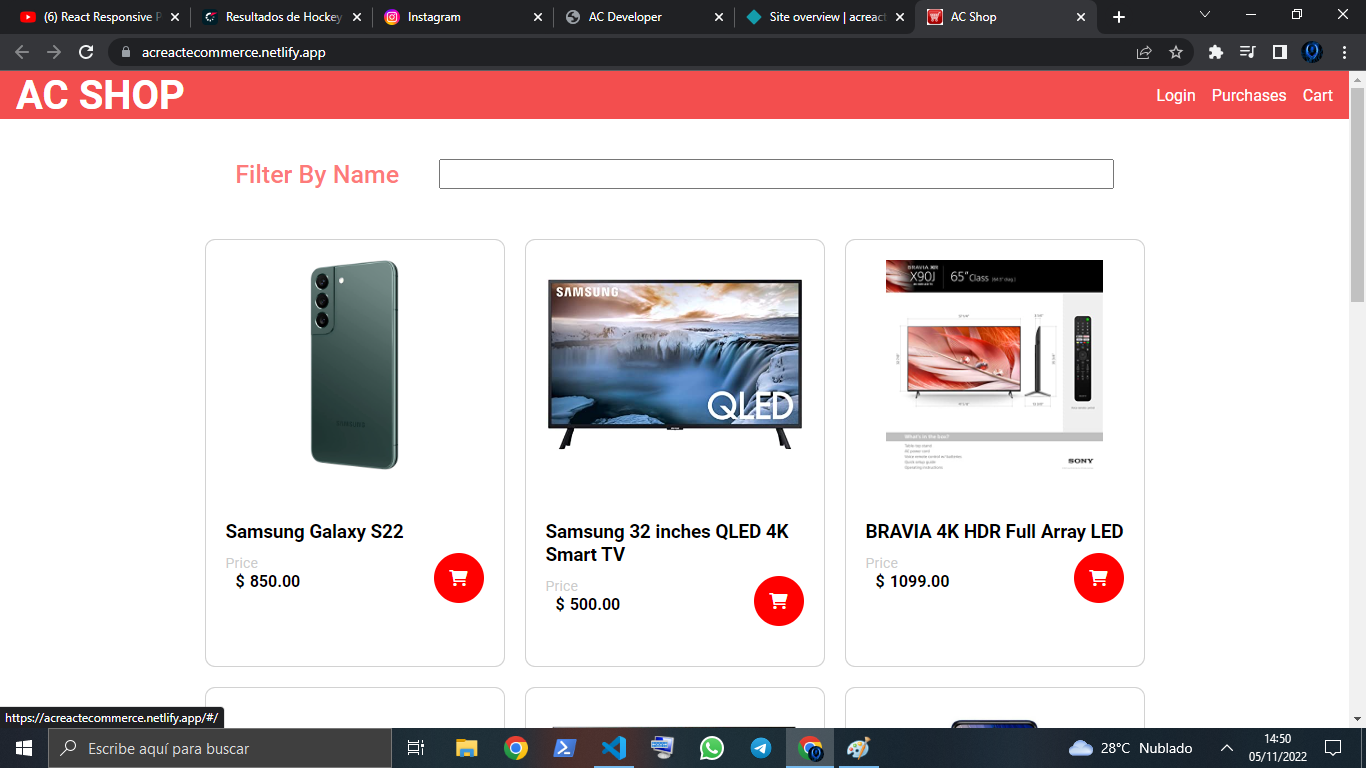 (6) React Responsive P
Resultados de Hockey
Instagram
AC Developer
Site overview | acreact
AC Shop
acreactecommerce.netlify.app
AC SHOP
Login
Purchases
Cart
Filter By Name
SAMSUNG
QLED
BRAVIA XR
X90J
65" Class
What's in the box?
SONY
Samsung Galaxy S22
Price
$ 850.00
Samsung 32 inches QLED 4K
Smart TV
Price
$ 500.00
BRAVIA 4K HDR Full Array LED
Price
$ 1099.00
https://acreactecommerce.netlify.app/#/
Escribe aquí para buscar
28°C Nublado
14:50
05/11/2022